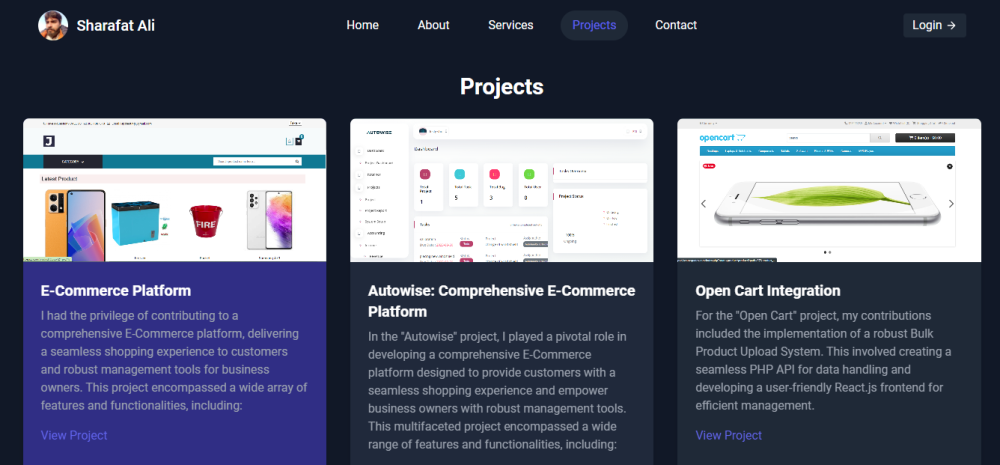 Sharafat Ali
Home About Services Projects Contact
Login →
Projects
Latest Product
FIRE
AUTOWISE
Dashboard
1 5 3 0
Project Status
opencart
E-Commerce Platform
I had the privilege of contributing to a
comprehensive E-Commerce platform, delivering
a seamless shopping experience to customers
and robust management tools for business
owners. This project encompassed a wide array of
features and functionalities, including:
View Project
Autowise: Comprehensive E-Commerce
Platform
In the "Autowise" project, I played a pivotal role in
developing a comprehensive E-Commerce
platform designed to provide customers with a
seamless shopping experience and empower
business owners with robust management tools.
This multifaceted project encompassed a wide
range of features and functionalities, including:
Open Cart Integration
For the "Open Cart" project, my contributions
included the implementation of a robust Bulk
Product Upload System. This involved creating a
seamless PHP API for data handling and
developing a user-friendly React.js frontend for
efficient management.
View Project